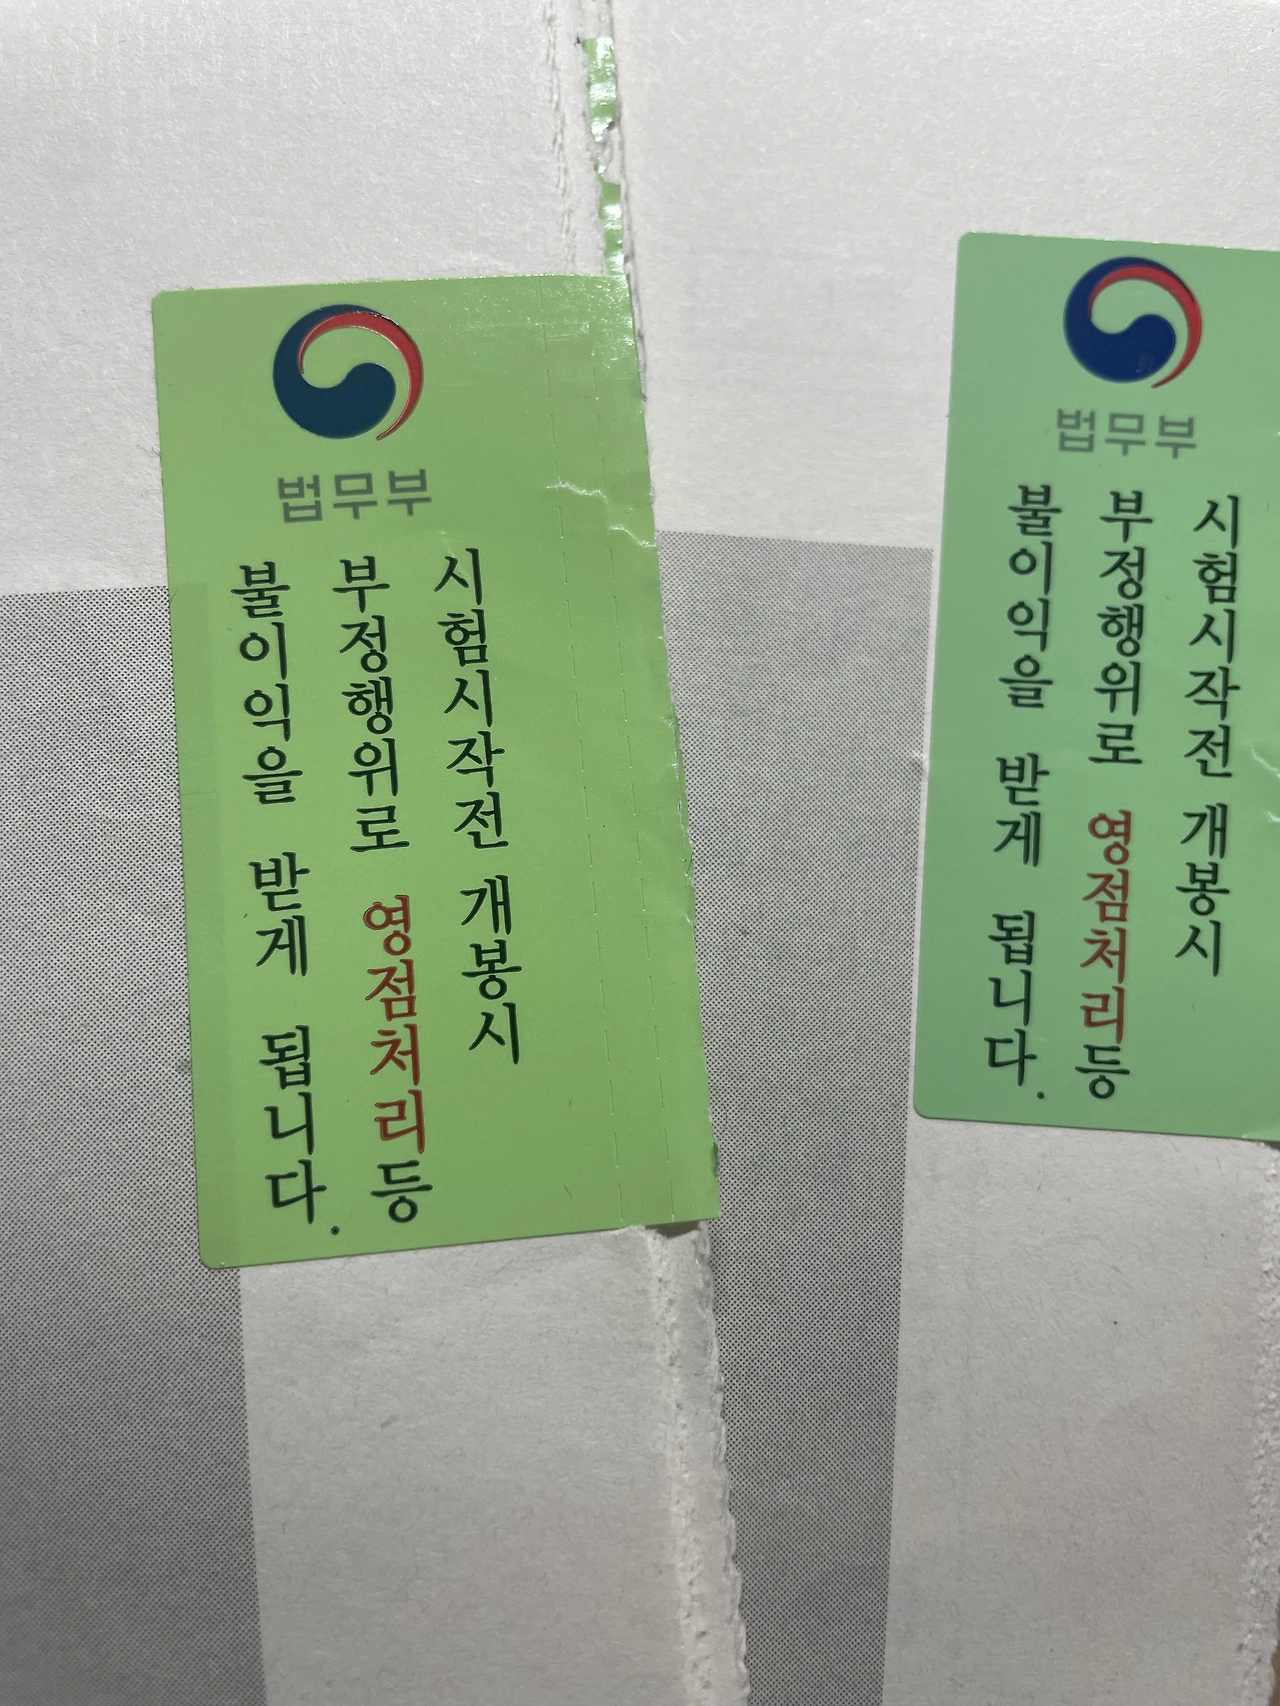 법무부
시험시작전 개봉시
부정행위로 영점처리등
불이익을 받게 됩니다.
법무부
시험시작전 개봉시
부정행위로 영점처리등
불이익을 받게 됩니다.